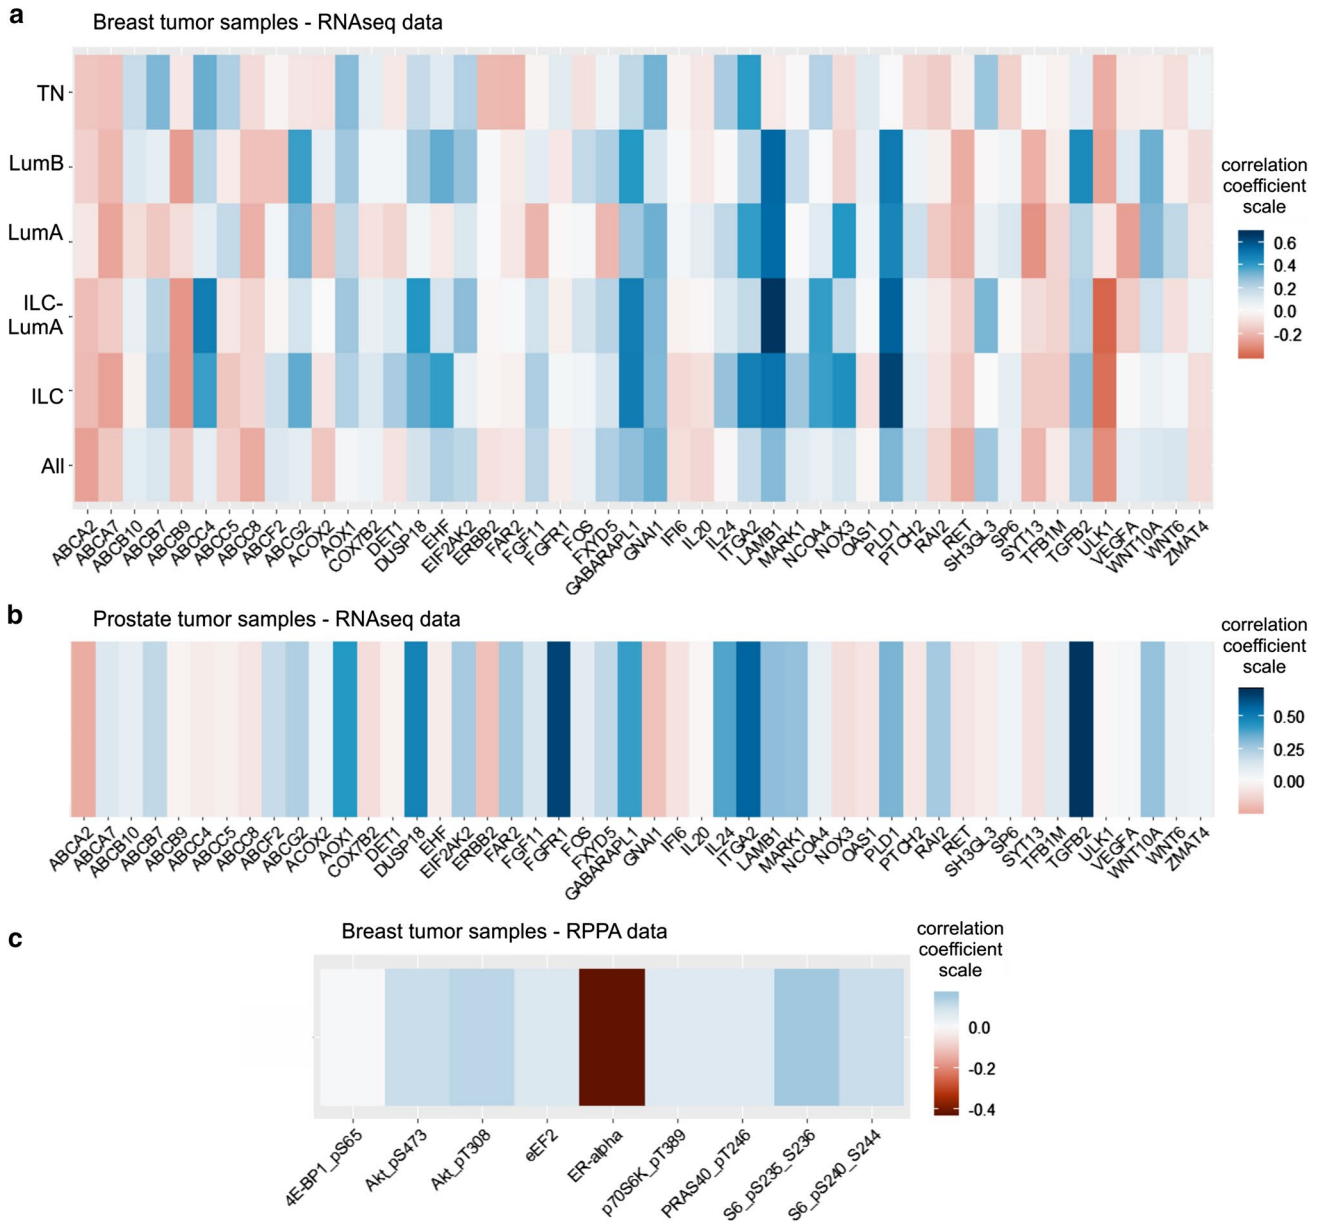 a
Breast tumor samples - RNAseq data
TN
LumB
LumA
ILC-
LumA
ILC
All
ABCA2 ABCA7 ABCB10 ABCB7 ABCB9 ABCC4 ABCC5 ABCC8 ABCF2 ABCG2 ACOX2 AOX1 COX7B2 DET1 DUSP18 EHF EIF2AK2 ERBB2 FAR2 FGF11 FGFR1 FOS FXYD5 GABARAPL1 GNAI1 IFI6 IL20 IL24 ITGA2 LAMB1 MARK1 NCOA4 NOX3 OAS1 PLD1 PTCH2 RAI2 RET SH3GL3 SP6 SYT13 TFB1M TGFB2 ULK1 VEGFA WNT10A WNT6 ZMAT4
correlation
coefficient
scale
0.6
0.4
0.2
0.0
-0.2
b
Prostate tumor samples - RNAseq data
ABCA2 ABCA7 ABCB10 ABCB7 ABCB9 ABCC4 ABCC5 ABCC8 ABCF2 ABCG2 ACOX2 AOX1 COX7B2 DET1 DUSP18 EHF EIF2AK2 ERBB2 FAR2 FGF11 FGFR1 FOS FXYD5 GABARAPL1 GNAI1 IFI6 IL20 IL24 ITGA2 LAMB1 MARK1 NCOA4 NOX3 OAS1 PLD1 PTCH2 RAI2 RET SH3GL3 SP6 SYT13 TFB1M TGFB2 ULK1 VEGFA WNT10A WNT6 ZMAT4
correlation
coefficient
scale
0.50
0.25
0.00
c
Breast tumor samples - RPPA data
4E-BP1_pS65 Akt_pS473 Akt_pT308 eEF2 ER-alpha p70S6K_pT389 PRAS40_pT246 S6_pS235_S236 S6_pS240_S244
correlation
coefficient
scale
0.0
-0.2
-0.4